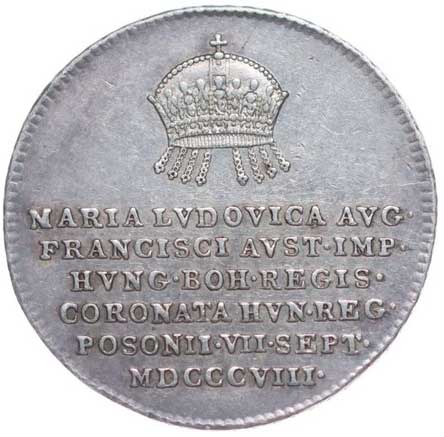 MARIA LVDOVICA AVG·
FRANCISCI AVST·IMP·
HVNG·BOH·REGIS·
CORONATA HVN·REG·
POSONII·VII·SEPT·
MDCCCVIII·